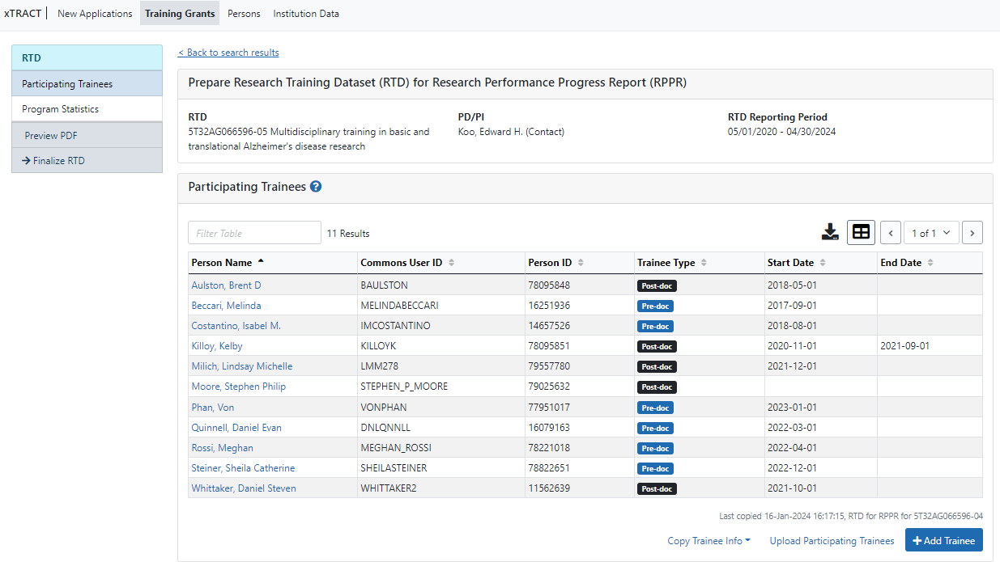 xTRACT New Applications Training Grants Persons Institution Data
RTD
Participating Trainees
Program Statistics
Preview PDF
Finalize RTD
< Back to search results
Prepare Research Training Dataset (RTD) for Research Performance Progress Report (RPPR)
RTD PD/PI RTD Reporting Period
5T32AG066596-05 Multidisciplinary training in basic and Koo, Edward H. (Contact) 05/01/2020 - 04/30/2024
translational Alzheimer's disease research
Participating Trainees ?
Filter Table 11 Results < 1 of 1 >
Person Name Commons User ID Person ID Trainee Type Start Date End Date
Aulston, Brent D BAULSTON 78095848 Post-doc 2018-05-01
Beccari, Melinda MELINDABECCARI 16251936 Pre-doc 2017-09-01
Costantino, Isabel M. IMCOSTANTINO 14657526 Pre-doc 2018-08-01
Killoy, Kelby KILLOYK 78095851 Post-doc 2020-11-01 2021-09-01
Milich, Lindsay Michelle LMM278 79557780 Post-doc 2021-12-01
Moore, Stephen Philip STEPHEN_P_MOORE 79025632 Post-doc
Phan, Von VONPHAN 77951017 Pre-doc 2023-01-01
Quinnell, Daniel Evan DNLQNNLL 16079163 Pre-doc 2022-03-01
Rossi, Meghan MEGHAN_ROSSI 78221018 Pre-doc 2022-04-01
Steiner, Sheila Catherine SHEILASTEINER 78822651 Pre-doc 2022-12-01
Whittaker, Daniel Steven WHITTAKER2 11562639 Post-doc 2021-10-01
Last copied 16-Jan-2024 16:17:15, RTD for RPPR for 5T32AG066596-04
Copy Trainee Info Upload Participating Trainees + Add Trainee